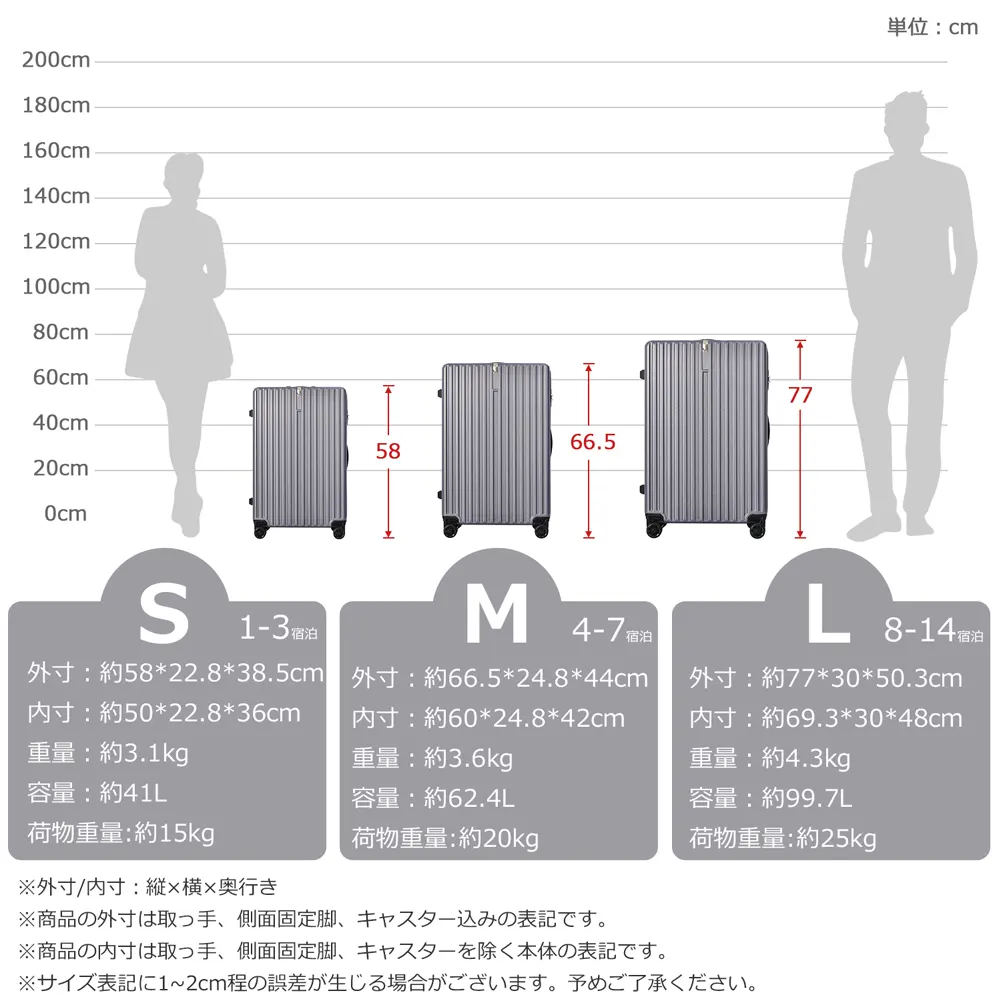 単位：cm
200cm
180cm
160cm
140cm
120cm
100cm
80cm
60cm
40cm
20cm
0cm
58
66.5
77
S 1-3宿泊
外寸：約58*22.8*38.5cm
内寸：約50*22.8*36cm
重量：約3.1kg
容量：約41L
荷物重量:約15kg
M 4-7宿泊
外寸：約66.5*24.8*44cm
内寸：約60*24.8*42cm
重量：約3.6kg
容量：約62.4L
荷物重量:約20kg
L 8-14宿泊
外寸：約77*30*50.3cm
内寸：約69.3*30*48cm
重量：約4.3kg
容量：約99.7L
荷物重量:約25kg
※外寸/内寸：縦×横×奥行き
※商品の外寸は取っ手、側面固定脚、キャスター込みの表記です。
※商品の内寸は取っ手、側面固定脚、キャスターを除く本体の表記です。
※サイズ表記に1~2cm程の誤差が生じる場合がございます。予めご了承ください。